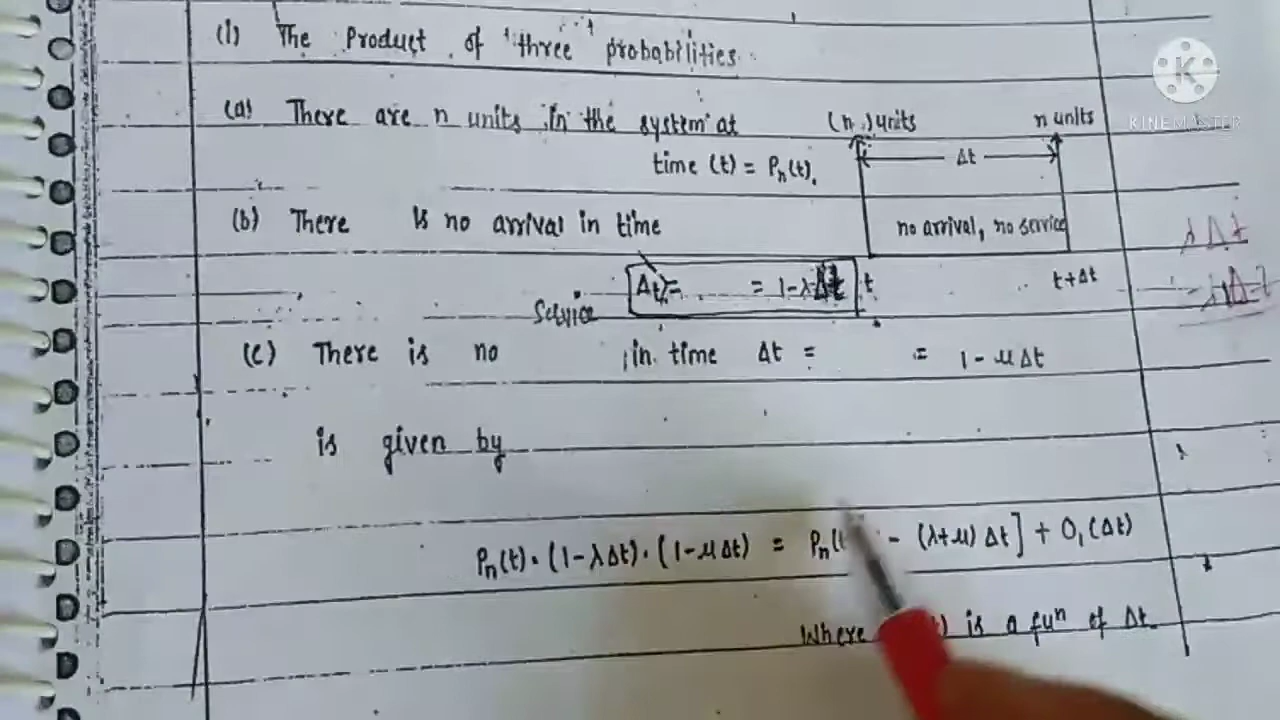 (1) The Product of "three" probabilities.
(a) There are n units in the system at
(n ) units
n units
time (t) = Pn(t).
Δt
(b) There is no arrival in time
no arrival, no service
λΔt
Δt = = 1-λΔt
t
t+Δt
Service
(c) There is no in time Δt = = 1 - μΔt
is given by
Pn(t) · (1-λΔt) · (1-μΔt) = Pn(t - (λ+μ) Δt] + O₁(Δt)
Where t) is a fuⁿ of Δt.
KINEMASTER